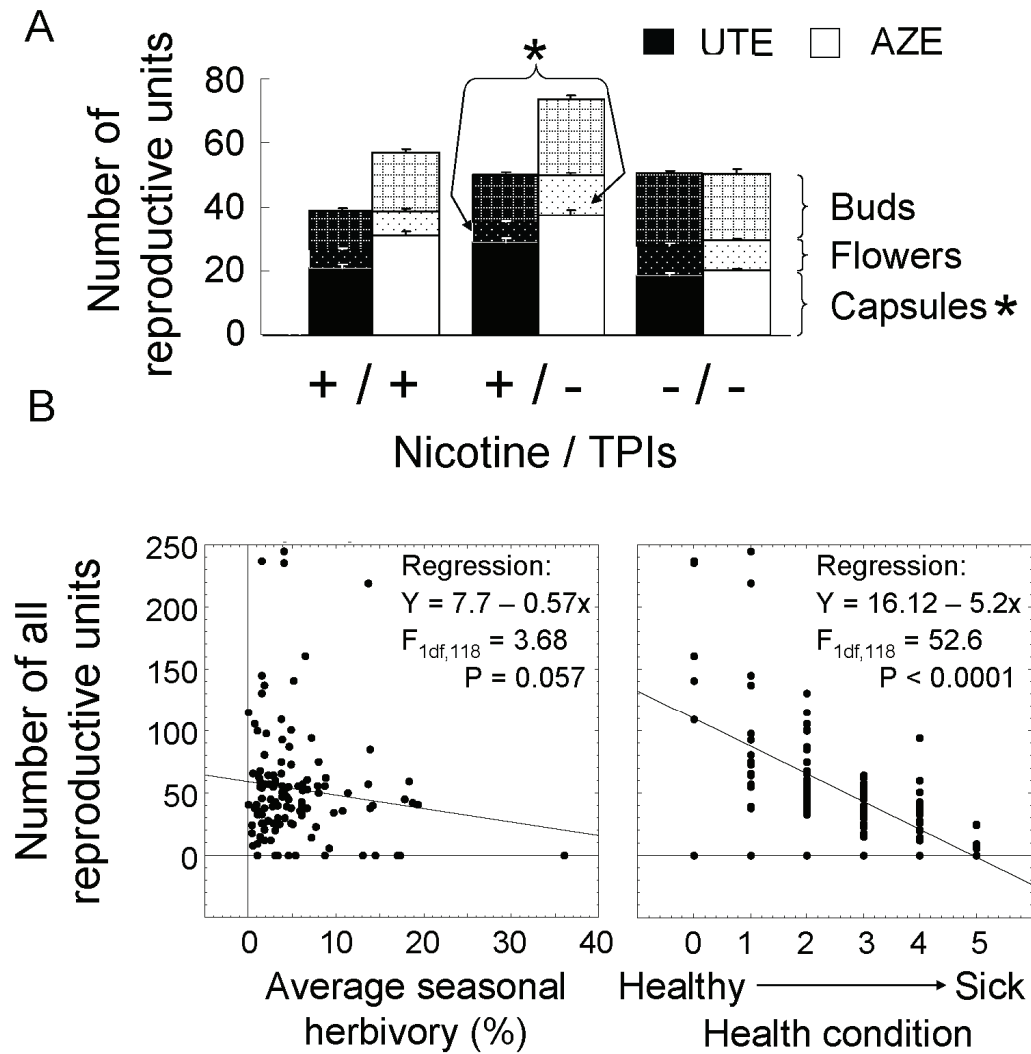 A
UTE AZE
*
Number of
reproductive units
80
60
40
20
0
Buds
Flowers
Capsules *
+ / + + / - - / -
Nicotine / TPIs
B
Number of all
reproductive units
250
200
150
100
50
0
Regression:
Y = 7.7 – 0.57x
F1df,118 = 3.68
P = 0.057
0 10 20 30 40
Average seasonal
herbivory (%)
Regression:
Y = 16.12 – 5.2x
F1df,118 = 52.6
P < 0.0001
0 1 2 3 4 5
Healthy Sick
Health condition